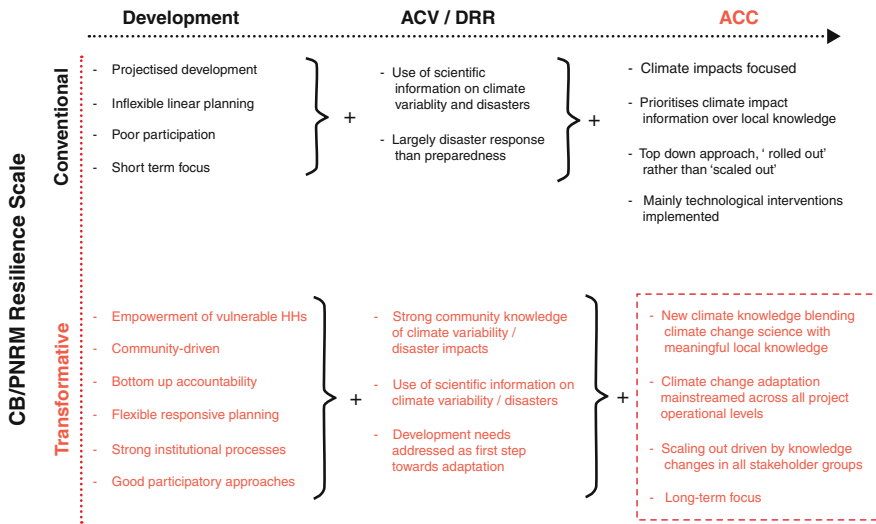 Development
ACV / DRR
ACC
CB/PNRM Resilience Scale
Conventional
- Projectised development
- Inflexible linear planning
- Poor participation
- Short term focus
+
- Use of scientific
information on climate
variablity and disasters
- Largely disaster response
than preparedness
+
- Climate impacts focused
- Prioritises climate impact
information over local knowledge
- Top down approach, ‘ rolled out’
rather than ‘scaled out’
- Mainly technological interventions
implemented
Transformative
- Empowerment of vulnerable HHs
- Community-driven
- Bottom up accountability
- Flexible responsive planning
- Strong institutional processes
- Good participatory approaches
+
- Strong community knowledge
of climate variability /
disaster impacts
- Use of scientific information on
climate variability / disasters
- Development needs
addressed as first step
towards adaptation
+
- New climate knowledge blending
climate change science with
meaningful local knowledge
- Climate change adaptation
mainstreamed across all project
operational levels
- Scaling out driven by knowledge
changes in all stakeholder groups
- Long-term focus